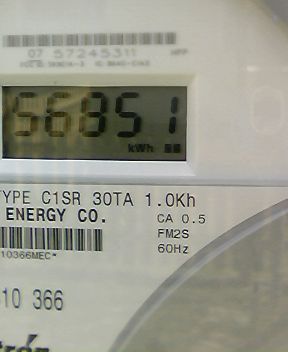 07 57245311
56851
kWh
TYPE C1SR 30TA 1.0Kh
ENERGY CO.
CA 0.5
FM2S
60Hz
10366MEC*
10 366